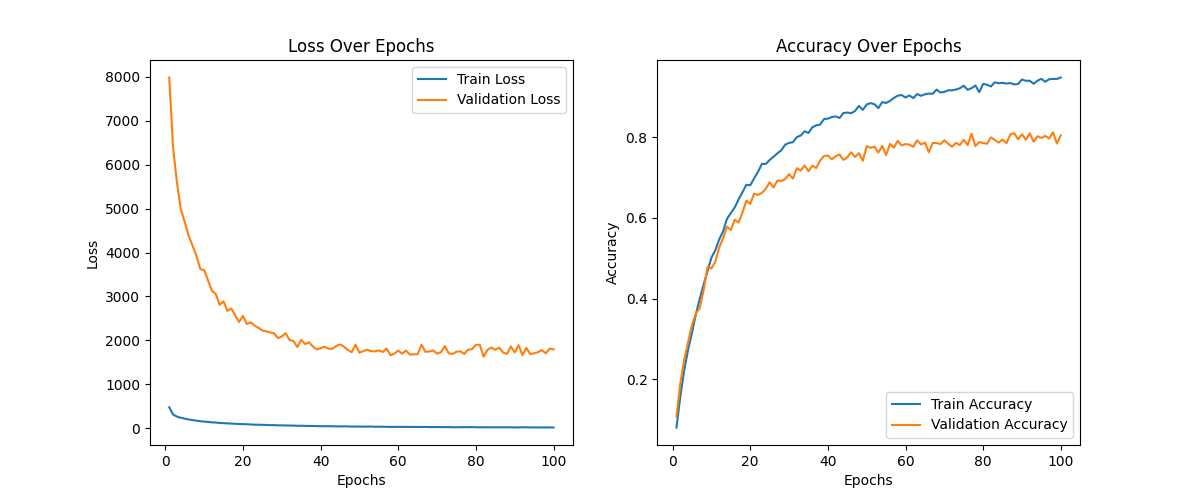 Loss Over Epochs
8000
7000
6000
5000
4000
3000
2000
1000
0
Loss
0 20 40 60 80 100
Epochs
Train Loss
Validation Loss
Accuracy Over Epochs
0.8
0.6
0.4
0.2
Accuracy
0 20 40 60 80 100
Epochs
Train Accuracy
Validation Accuracy